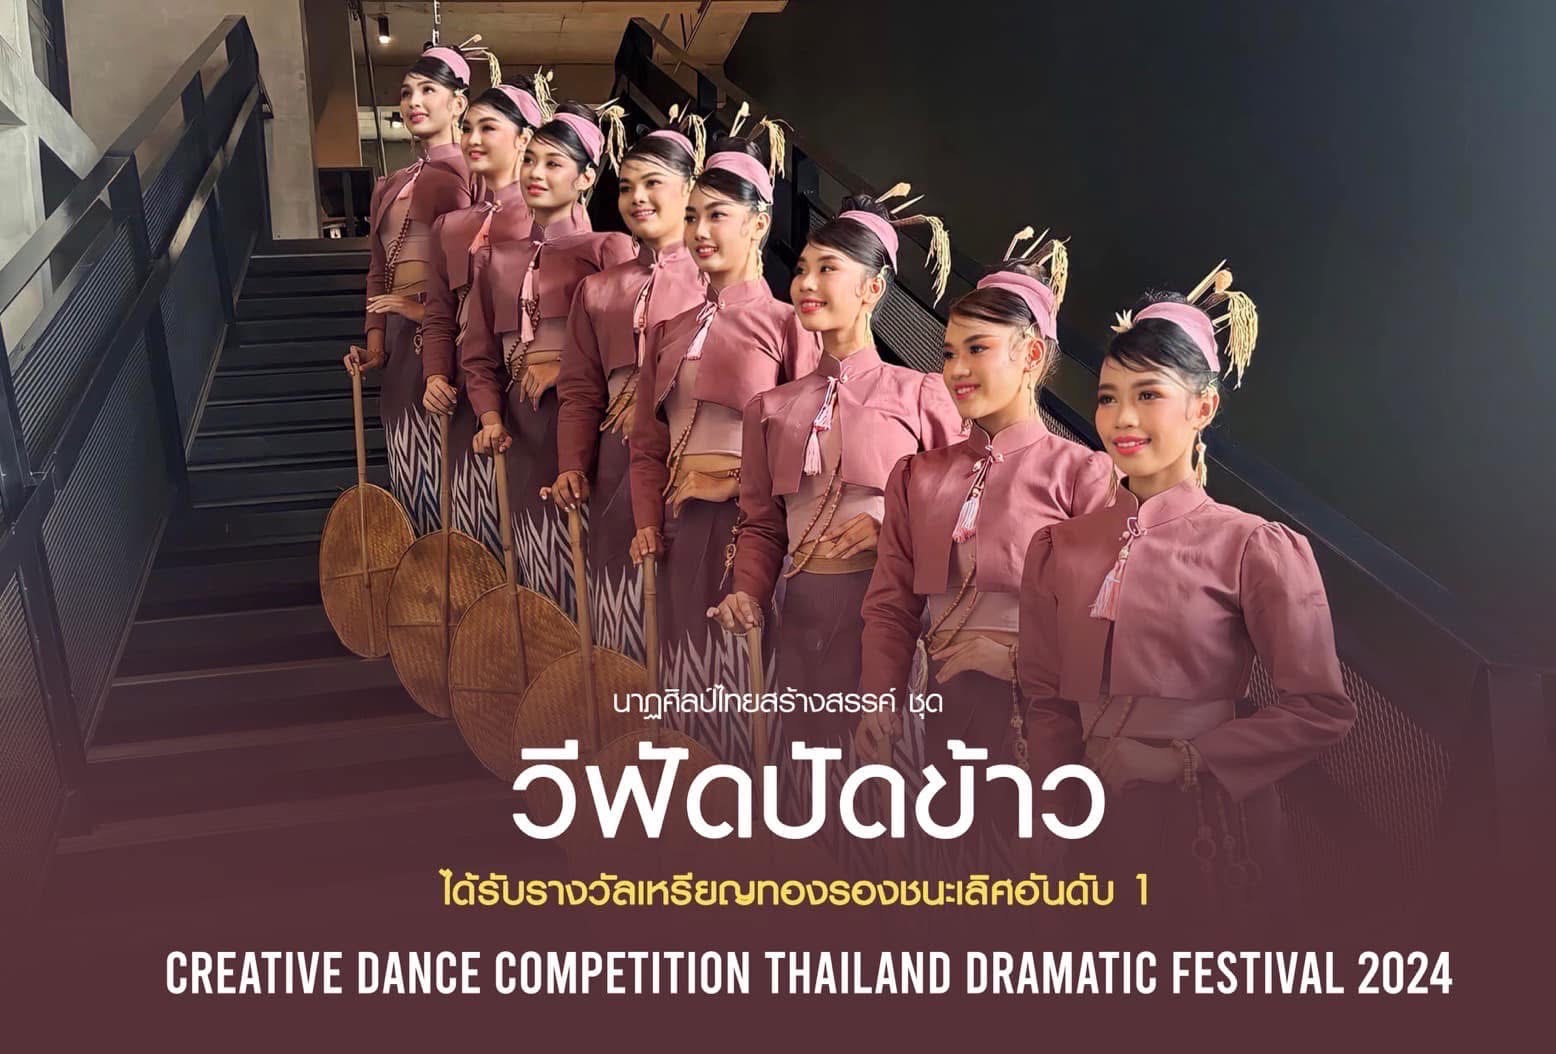 นาฏศิลป์ไทยสร้างสรรค์ ชุด
วีฟัดปัดข้าว
ได้รับรางวัลเหรียญทองรองชนะเลิศอันดับ 1
CREATIVE DANCE COMPETITION THAILAND DRAMATIC FESTIVAL 2024